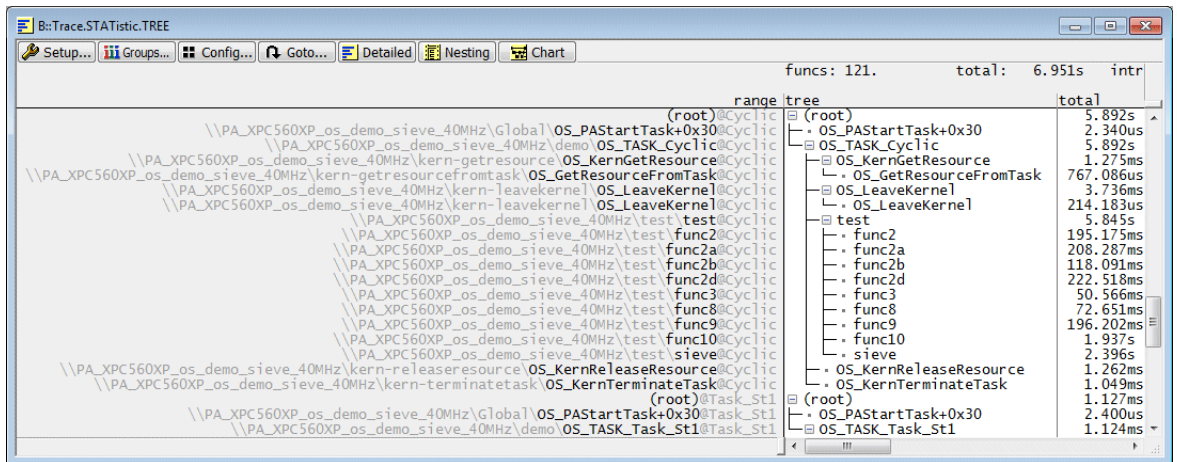 B::Trace.STATistic.TREE
Setup... Groups... Config... Goto... Detailed Nesting Chart
funcs: 121. total: 6.951s intr
range tree total
(root)@Cyclic (root) 5.892s
\\PA_XPC560XP_os_demo_sieve_40MHz\Global\OS_PAStartTask+0x30@Cyclic OS_PAStartTask+0x30 2.340us
\\PA_XPC560XP_os_demo_sieve_40MHz\demo\OS_TASK_Cyclic@Cyclic OS_TASK_Cyclic 5.892s
\\PA_XPC560XP_os_demo_sieve_40MHz\kern-getresource\OS_KernGetResource@Cyclic OS_KernGetResource 1.275ms
\\PA_XPC560XP_os_demo_sieve_40MHz\kern-getresourcefromtask\OS_GetResourceFromTask@Cyclic OS_GetResourceFromTask 767.086us
\\PA_XPC560XP_os_demo_sieve_40MHz\kern-leavekernel\OS_LeaveKernel@Cyclic OS_LeaveKernel 3.736ms
\\PA_XPC560XP_os_demo_sieve_40MHz\kern-leavekernel\OS_LeaveKernel@Cyclic OS_LeaveKernel 214.183us
\\PA_XPC560XP_os_demo_sieve_40MHz\test\test@Cyclic test 5.845s
\\PA_XPC560XP_os_demo_sieve_40MHz\test\func2@Cyclic func2 195.175ms
\\PA_XPC560XP_os_demo_sieve_40MHz\test\func2a@Cyclic func2a 208.287ms
\\PA_XPC560XP_os_demo_sieve_40MHz\test\func2b@Cyclic func2b 118.091ms
\\PA_XPC560XP_os_demo_sieve_40MHz\test\func2d@Cyclic func2d 222.518ms
\\PA_XPC560XP_os_demo_sieve_40MHz\test\func3@Cyclic func3 50.566ms
\\PA_XPC560XP_os_demo_sieve_40MHz\test\func8@Cyclic func8 72.651ms
\\PA_XPC560XP_os_demo_sieve_40MHz\test\func9@Cyclic func9 196.202ms
\\PA_XPC560XP_os_demo_sieve_40MHz\test\func10@Cyclic func10 1.937s
\\PA_XPC560XP_os_demo_sieve_40MHz\test\sieve@Cyclic sieve 2.396s
\\PA_XPC560XP_os_demo_sieve_40MHz\kern-releaseresource\OS_KernReleaseResource@Cyclic OS_KernReleaseResource 1.262ms
\\PA_XPC560XP_os_demo_sieve_40MHz\kern-terminatetask\OS_KernTerminateTask@Cyclic OS_KernTerminateTask 1.049ms
(root)@Task_St1 (root) 1.127ms
\\PA_XPC560XP_os_demo_sieve_40MHz\Global\OS_PAStartTask+0x30@Task_St1 OS_PAStartTask+0x30 2.400us
\\PA_XPC560XP_os_demo_sieve_40MHz\demo\OS_TASK_Task_St1@Task_St1 OS_TASK_Task_St1 1.124ms